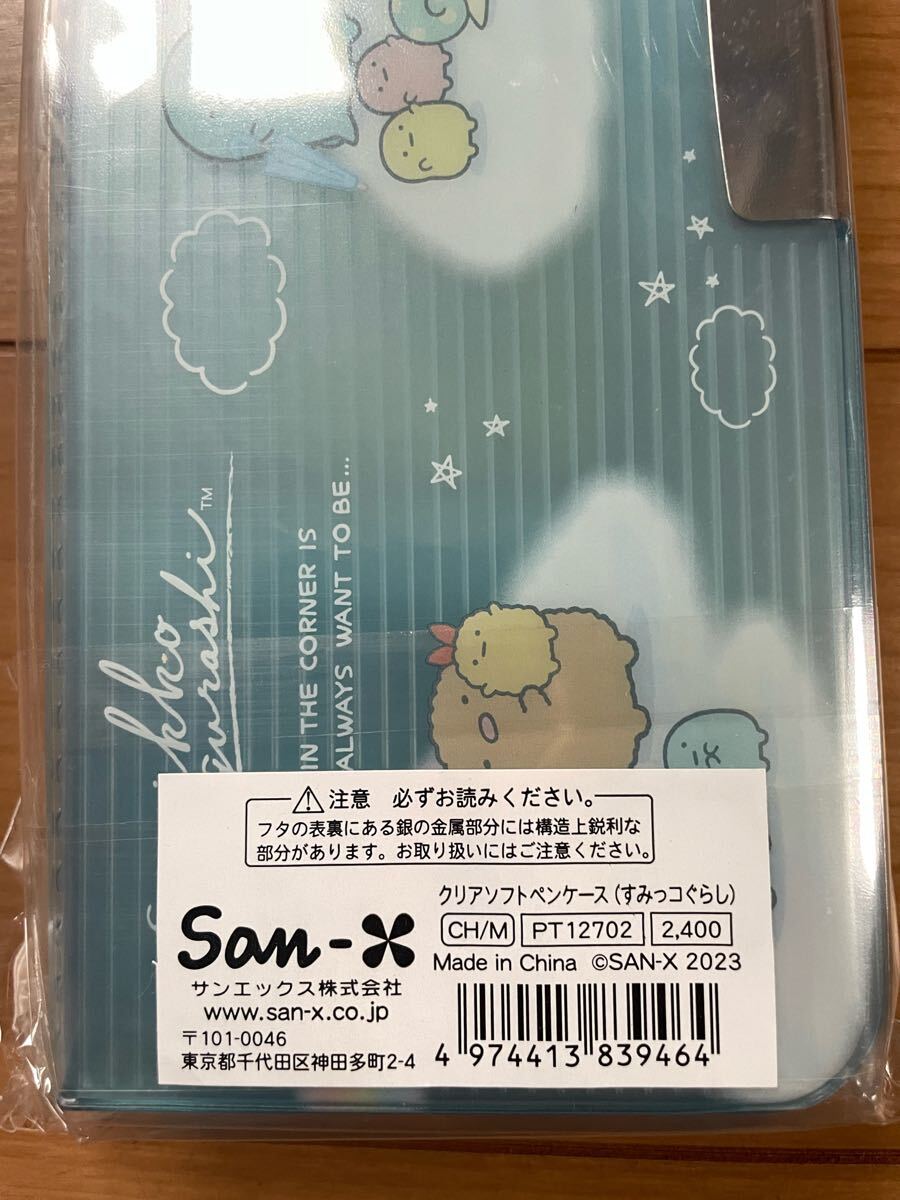 kko
gurashi™
IN THE CORNER IS
ALWAYS WANT TO BE...
⚠注意　必ずお読みください。
フタの表裏にある銀の金属部分には構造上鋭利な
部分があります。お取り扱いにはご注意ください。
クリアソフトペンケース(すみっコぐらし)
CH/M PT12702 2,400
Made in China ©SAN-X 2023
San-X
サンエックス株式会社
www.san-x.co.jp
〒101-0046
東京都千代田区神田多町2-4
4 974413 839464